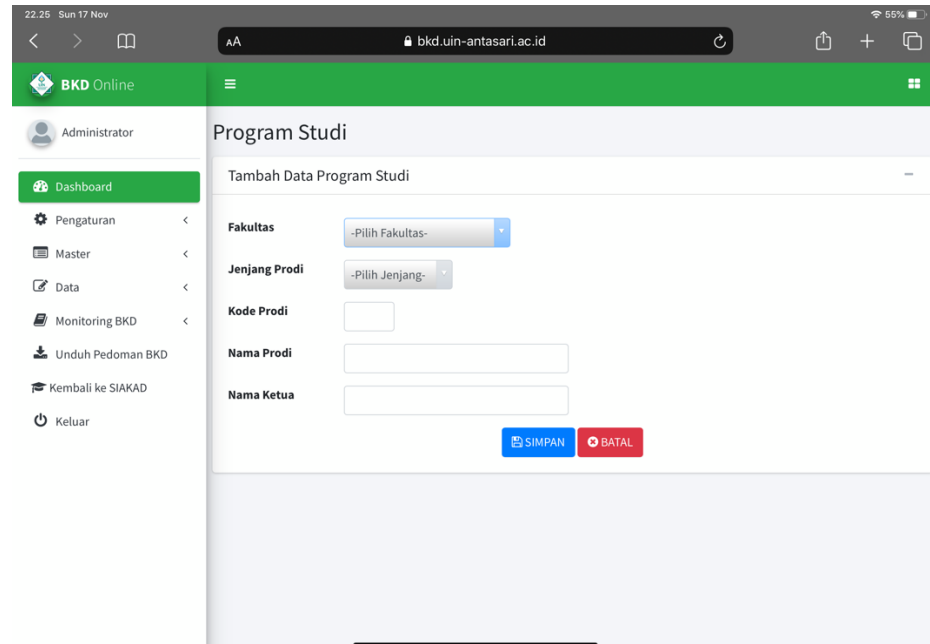 22.25 Sun 17 Nov
55%
AA
bkd.uin-antasari.ac.id
BKD Online
Administrator
Dashboard
Pengaturan
Master
Data
Monitoring BKD
Unduh Pedoman BKD
Kembali ke SIAKAD
Keluar
Program Studi
Tambah Data Program Studi
Fakultas
-Pilih Fakultas-
Jenjang Prodi
-Pilih Jenjang-
Kode Prodi
Nama Prodi
Nama Ketua
SIMPAN
BATAL